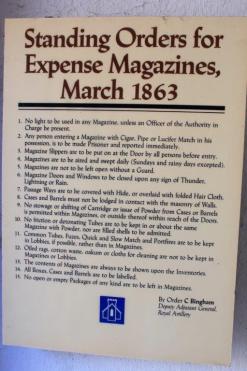 Standing Orders for
Expense Magazines,
March 1863
1. No light to be used in any Magazine, unless an Officer of the Authority in
Charge be present.
2. Any person entering a Magazine with Cigar, Pipe or Lucifer Match in his
possession, is to be made Prisoner and reported immediately.
3. Magazine Slippers are to be put on at the Door by all persons before entry.
4. Magazines are to be aired and swept daily (Sundays and rainy days excepted).
5. Magazines are not to be left open without a Guard.
6. Magazine Doors and Windows to be closed upon any sign of Thunder,
Lightning or Rain.
7. Passage Ways are to be covered with Hide, or overlaid with folded Hair Cloth.
8. Cases and Barrels must not be lodged in contact with the masonry of Walls.
9. No stowage or shifting of Cartridge or issue of Powder from Cases or Barrels
is permitted within Magazines, or outside thereof within reach of the Doors.
10. No friction or detonating Tubes are to be kept in or about the same
Magazine with Powder, nor are filled shells to be admitted.
11. Common Tubes, Fuzes, Quick and Slow Match and Portfires are to be kept
in Lobbies, if possible, rather than in Magazines.
12. Oiled rags, cotton waste, oakum or cloths for cleaning are not to be kept in
Magazines or Lobbies.
13. The contents of Magazines are always to be shown upon the Inventories.
14. All Boxes, Cases and Barrels are to be labelled.
15. No open or empty Packages of any kind are to be left in Magazines.
By Order C Bingham
Deputy Adjutant General,
Royal Artillery